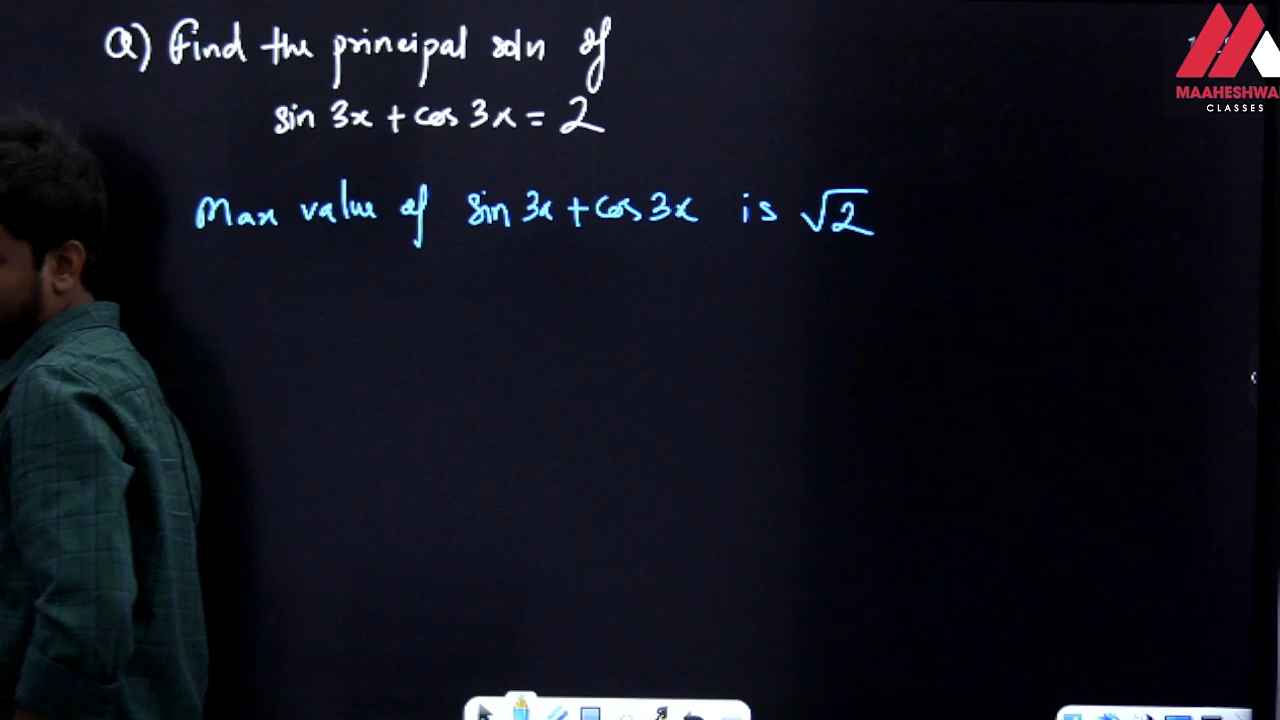 Q) Find the principal soln of
sin 3x + cos 3x = 2
Max value of sin 3x + cos 3x is √2
MAAHESHWA
CLASSES